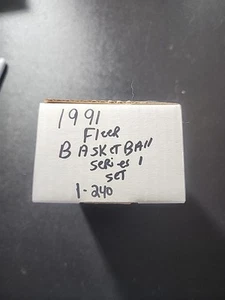 1991
Fleer
BASKETBAll
SeRies 1
SET
1-240